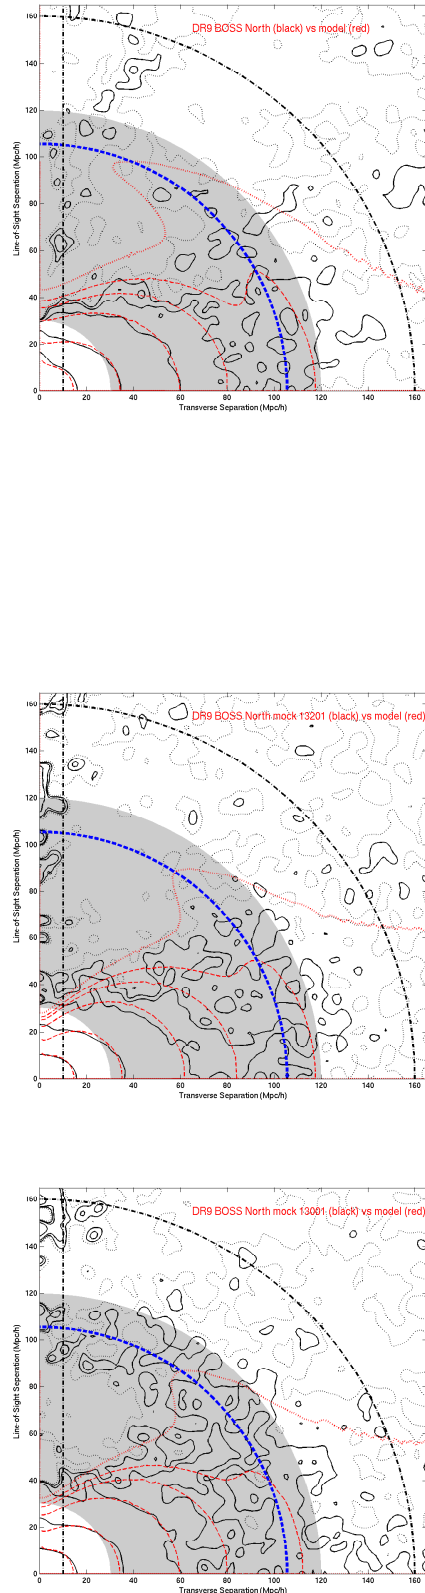 DR9 BOSS North (black) vs model (red)
160
140
120
100
80
60
40
20
0
Line-of-Sight Seperation (Mpc/h)
0 20 40 60 80 100 120 140 160
Transverse Separation (Mpc/h)
DR9 BOSS North mock 13201 (black) vs model (red)
160
140
120
100
80
60
40
20
0
Line-of-Sight Seperation (Mpc/h)
0 20 40 60 80 100 120 140 160
Transverse Separation (Mpc/h)
DR9 BOSS North mock 13001 (black) vs model (red)
160
140
120
100
80
60
40
20
0
Line-of-Sight Seperation (Mpc/h)
0 20 40 60 80 100 120 140 160
Transverse Separation (Mpc/h)